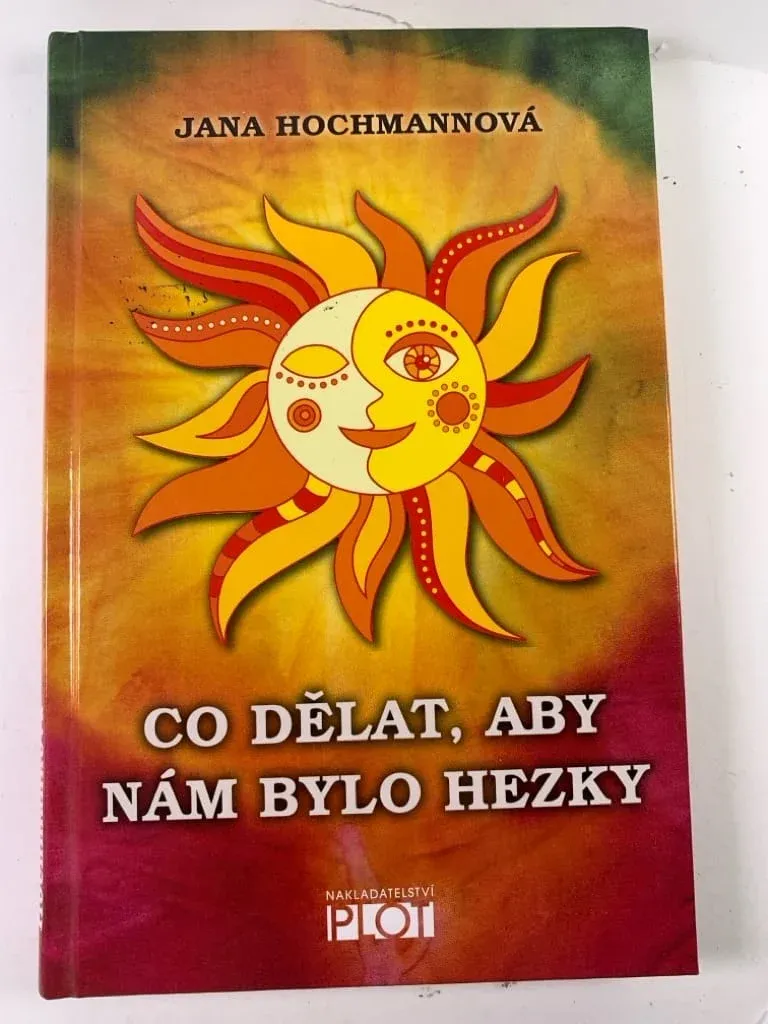 JANA HOCHMANNOVÁ
CO DĚLAT, ABY
NÁM BYLO HEZKY
NAKLADATELSTVÍ
PLOT